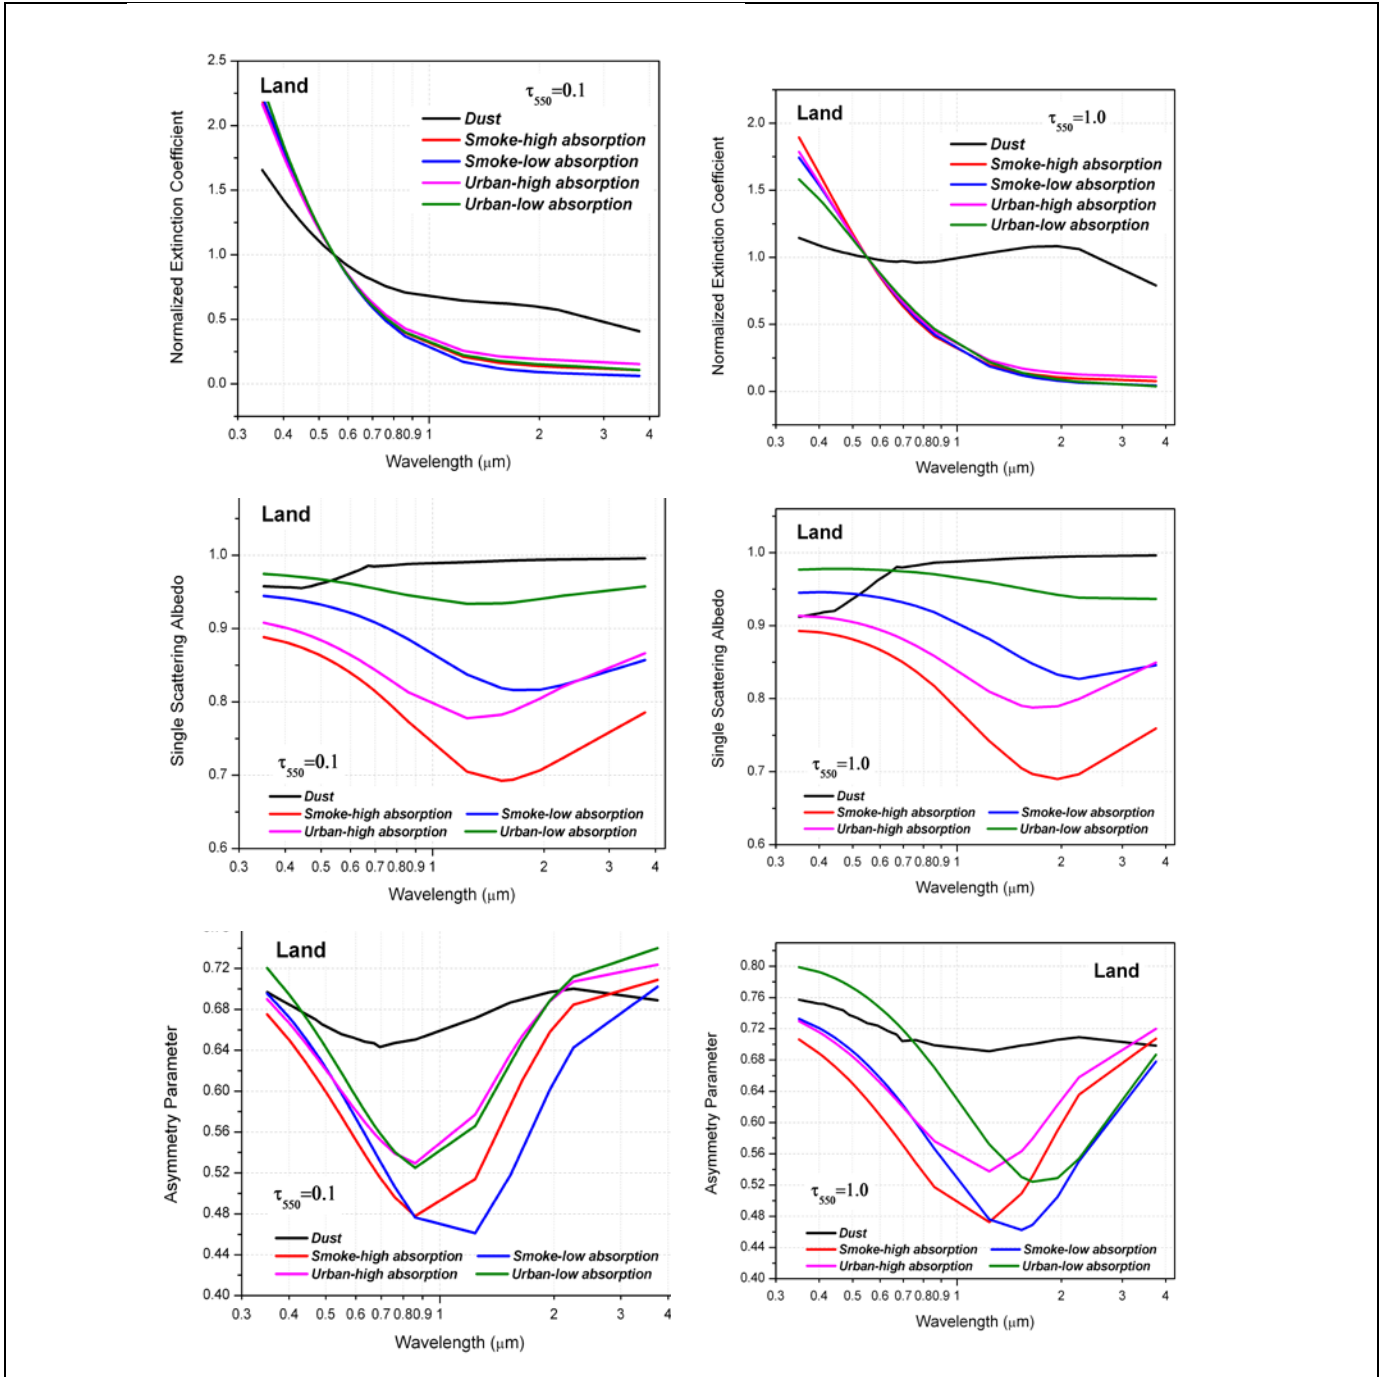 Land
τ550=0.1
Dust
Smoke-high absorption
Smoke-low absorption
Urban-high absorption
Urban-low absorption
Normalized Extinction Coefficient
2.5
2.0
1.5
1.0
0.5
0.0
0.3 0.4 0.5 0.6 0.7 0.8 0.9 1 2 3 4
Wavelength (μm)
Land
τ550=1.0
Dust
Smoke-high absorption
Smoke-low absorption
Urban-high absorption
Urban-low absorption
Normalized Extinction Coefficient
2.0
1.5
1.0
0.5
0.0
0.3 0.4 0.5 0.6 0.7 0.8 0.9 1 2 3 4
Wavelength (μm)
Land
Single Scattering Albedo
1.0
0.9
0.8
0.7
0.6
τ550=0.1
Dust
Smoke-high absorption Smoke-low absorption
Urban-high absorption Urban-low absorption
0.3 0.4 0.5 0.6 0.7 0.8 0.9 1 2 3 4
Wavelength (μm)
Land
Single Scattering Albedo
1.0
0.9
0.8
0.7
0.6
τ550=1.0
Dust
Smoke-high absorption Smoke-low absorption
Urban-high absorption Urban-low absorption
0.3 0.4 0.5 0.6 0.7 0.8 0.9 1 2 3 4
Wavelength (μm)
Land
Asymmetry Parameter
0.72
0.68
0.64
0.60
0.56
0.52
0.48
0.44
0.40
τ550=0.1
Dust
Smoke-high absorption Smoke-low absorption
Urban-high absorption Urban-low absorption
0.3 0.4 0.5 0.6 0.7 0.8 0.9 1 2 3 4
Wavelength (μm)
Land
Asymmetry Parameter
0.80
0.76
0.72
0.68
0.64
0.60
0.56
0.52
0.48
0.44
0.40
τ550=1.0
Dust
Smoke-high absorption Smoke-low absorption
Urban-high absorption Urban-low absorption
0.3 0.4 0.5 0.6 0.7 0.8 0.9 1 2 3 4
Wavelength (μm)